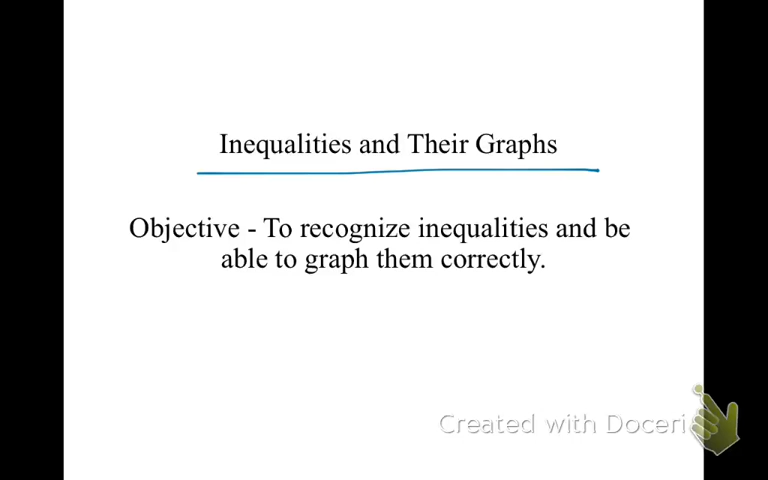 Inequalities and Their Graphs
Objective - To recognize inequalities and be
able to graph them correctly.
Created with Doceri